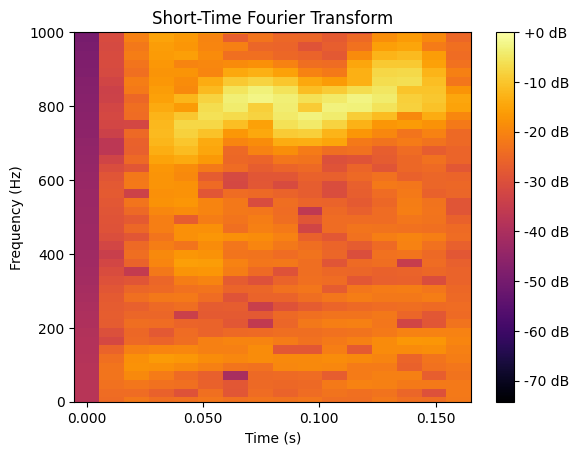 Short-Time Fourier Transform
1000
800
600
400
200
0
Frequency (Hz)
0.000
0.050
0.100
0.150
Time (s)
+0 dB
-10 dB
-20 dB
-30 dB
-40 dB
-50 dB
-60 dB
-70 dB